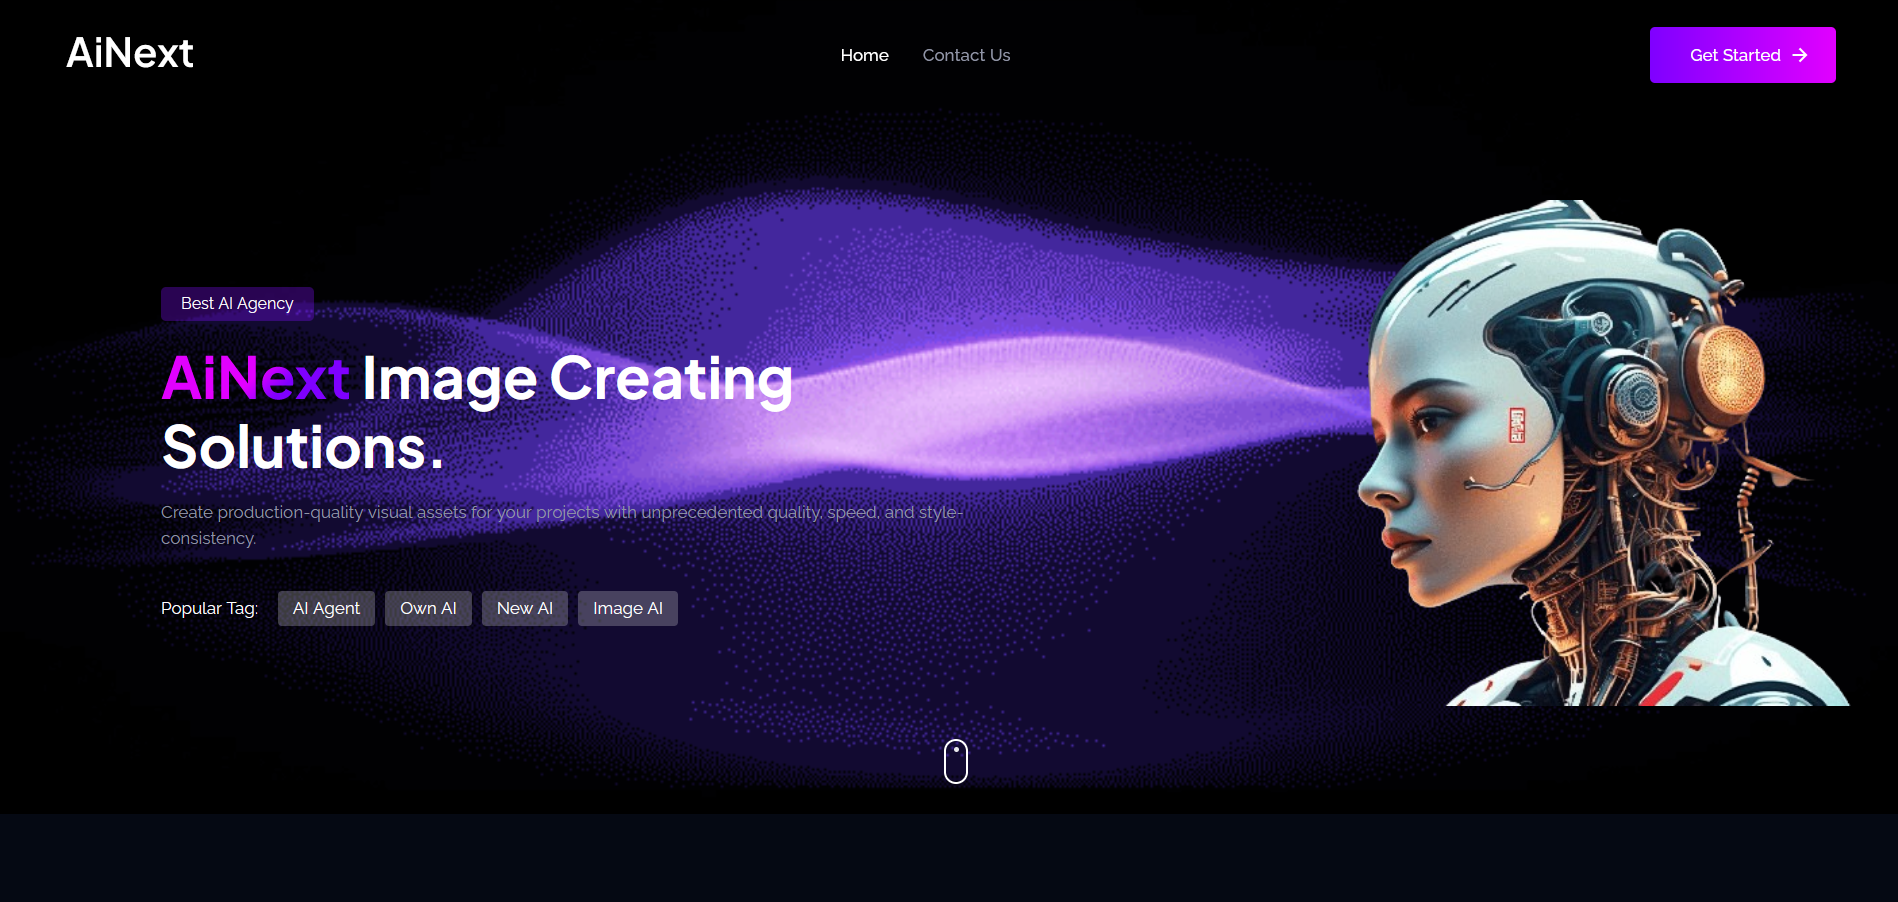 AiNext
Home
Contact Us
Get Started
Best AI Agency
AiNext Image Creating
Solutions.
Create production-quality visual assets for your projects with unprecedented quality, speed, and style-
consistency.
Popular Tag:
AI Agent
Own AI
New AI
Image AI